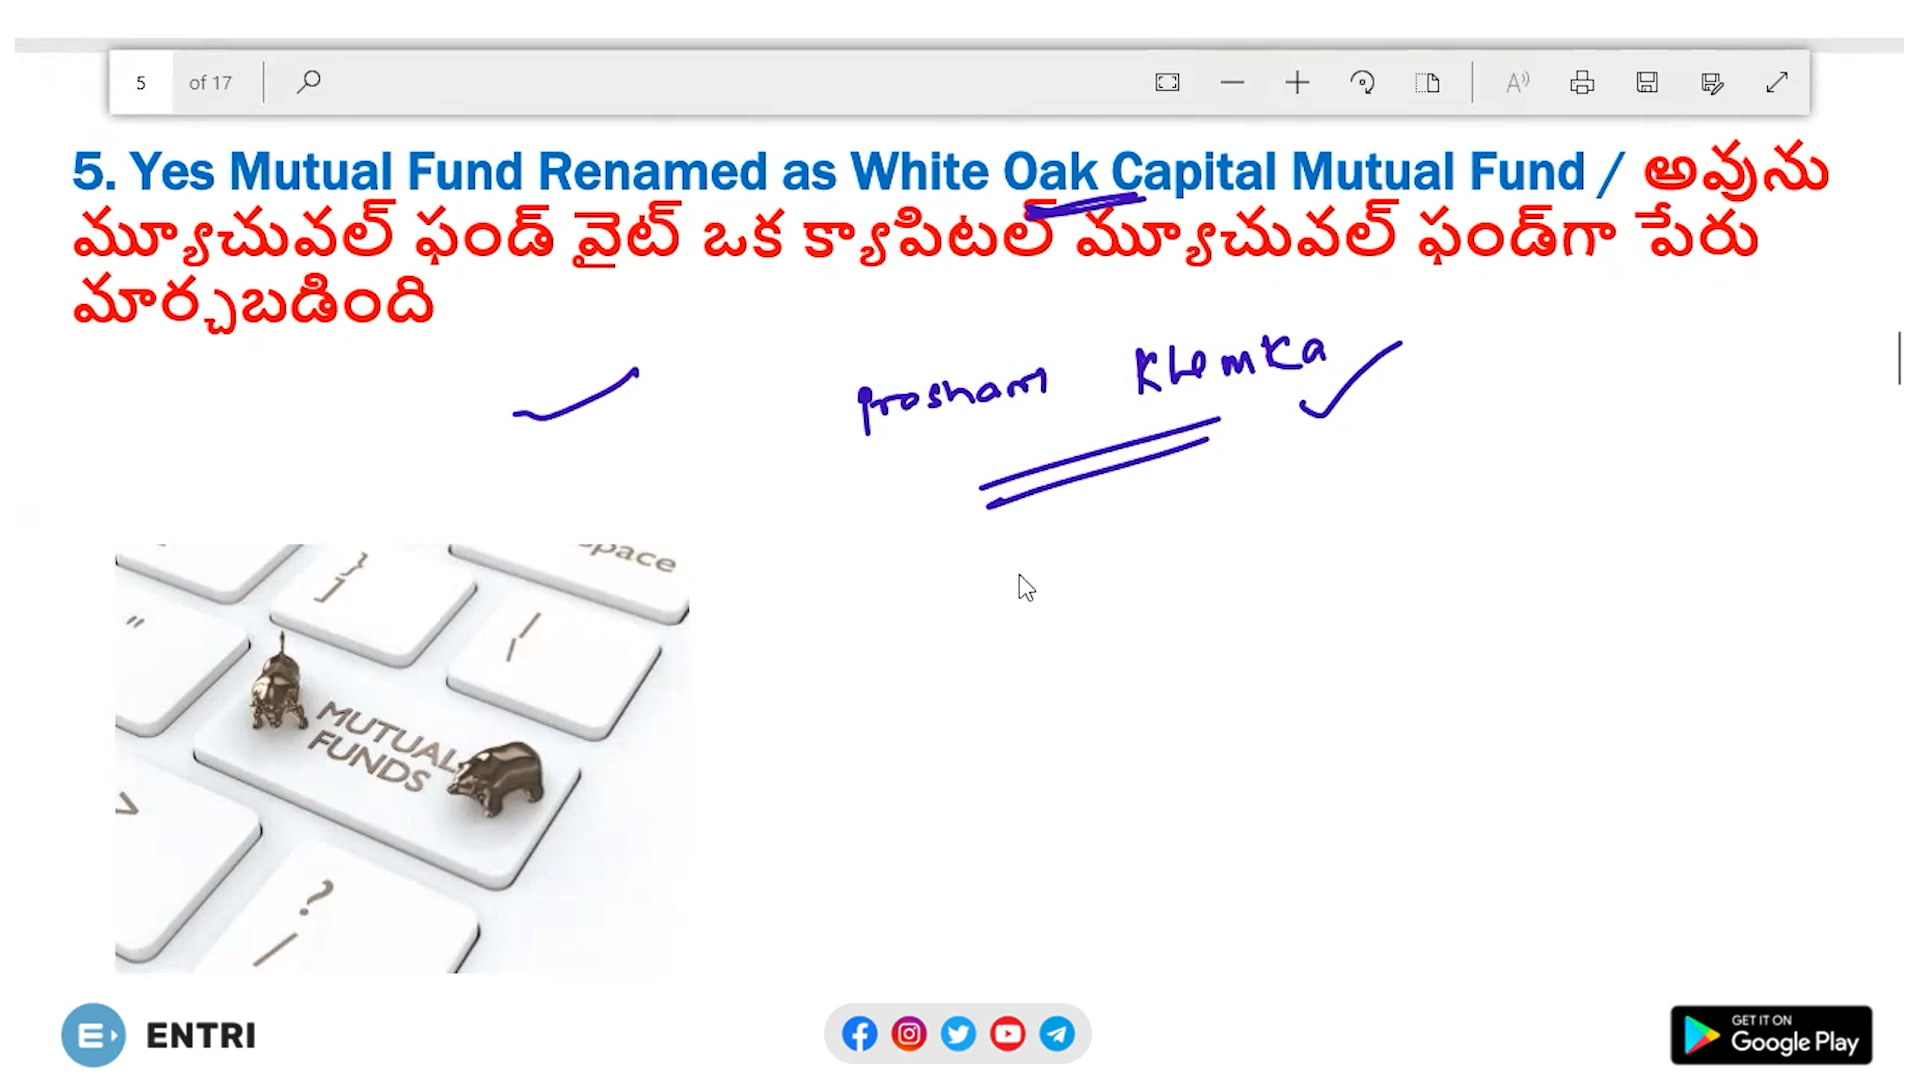 5 of 17
5. Yes Mutual Fund Renamed as White Oak Capital Mutual Fund / అవును
మ్యూచువల్ ఫండ్ వైట్ ఒక క్యాపిటల్ మ్యూచువల్ ఫండ్‌గా పేరు
మార్చబడింది
Prosham Khemka
space
MUTUAL
FUNDS
ENTRI
GET IT ON
Google Play